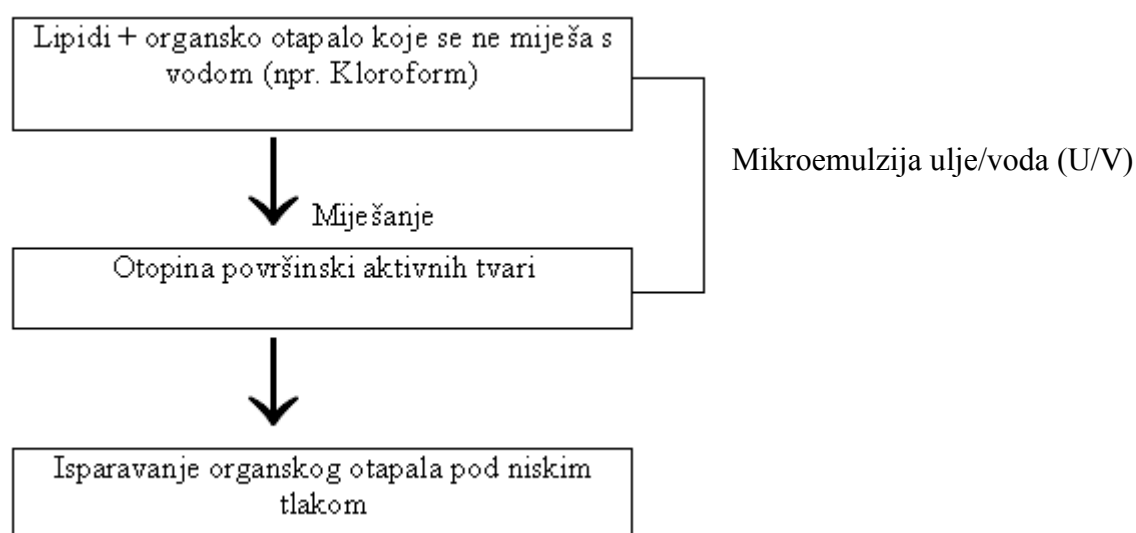 Lipidi + organsko otapalo koje se ne miješa s
vodom (npr. Kloroform)
Mikroemulzija ulje/voda (U/V)
Miješanje
Otopina površinski aktivnih tvari
Isparavanje organskog otapala pod niskim
tlakom